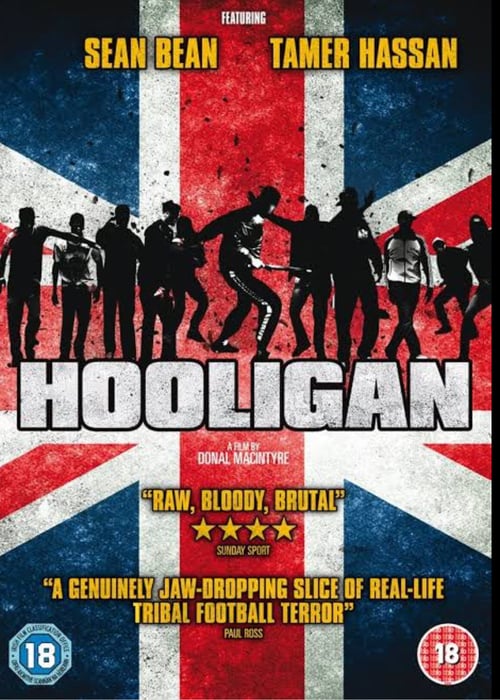 FEATURING
SEAN BEAN TAMER HASSAN
HOOLIGAN
A FILM BY
DONAL MACINTYRE
“RAW, BLOODY, BRUTAL”
SUNDAY SPORT
“A GENUINELY JAW-DROPPING SLICE OF REAL-LIFE
TRIBAL FOOTBALL TERROR”
PAUL ROSS
18
18